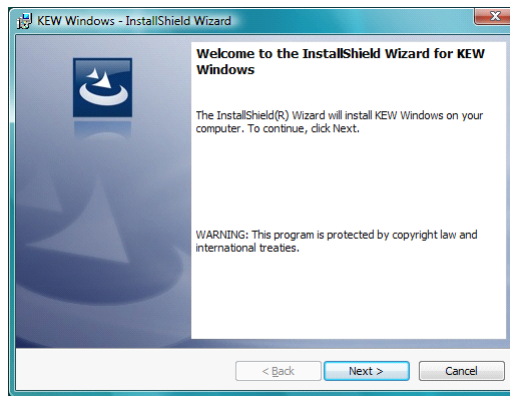 KEW Windows - InstallShield Wizard
Welcome to the InstallShield Wizard for KEW
Windows
The InstallShield(R) Wizard will install KEW Windows on your
computer. To continue, click Next.
WARNING: This program is protected by copyright law and
international treaties.
< Back Next > Cancel